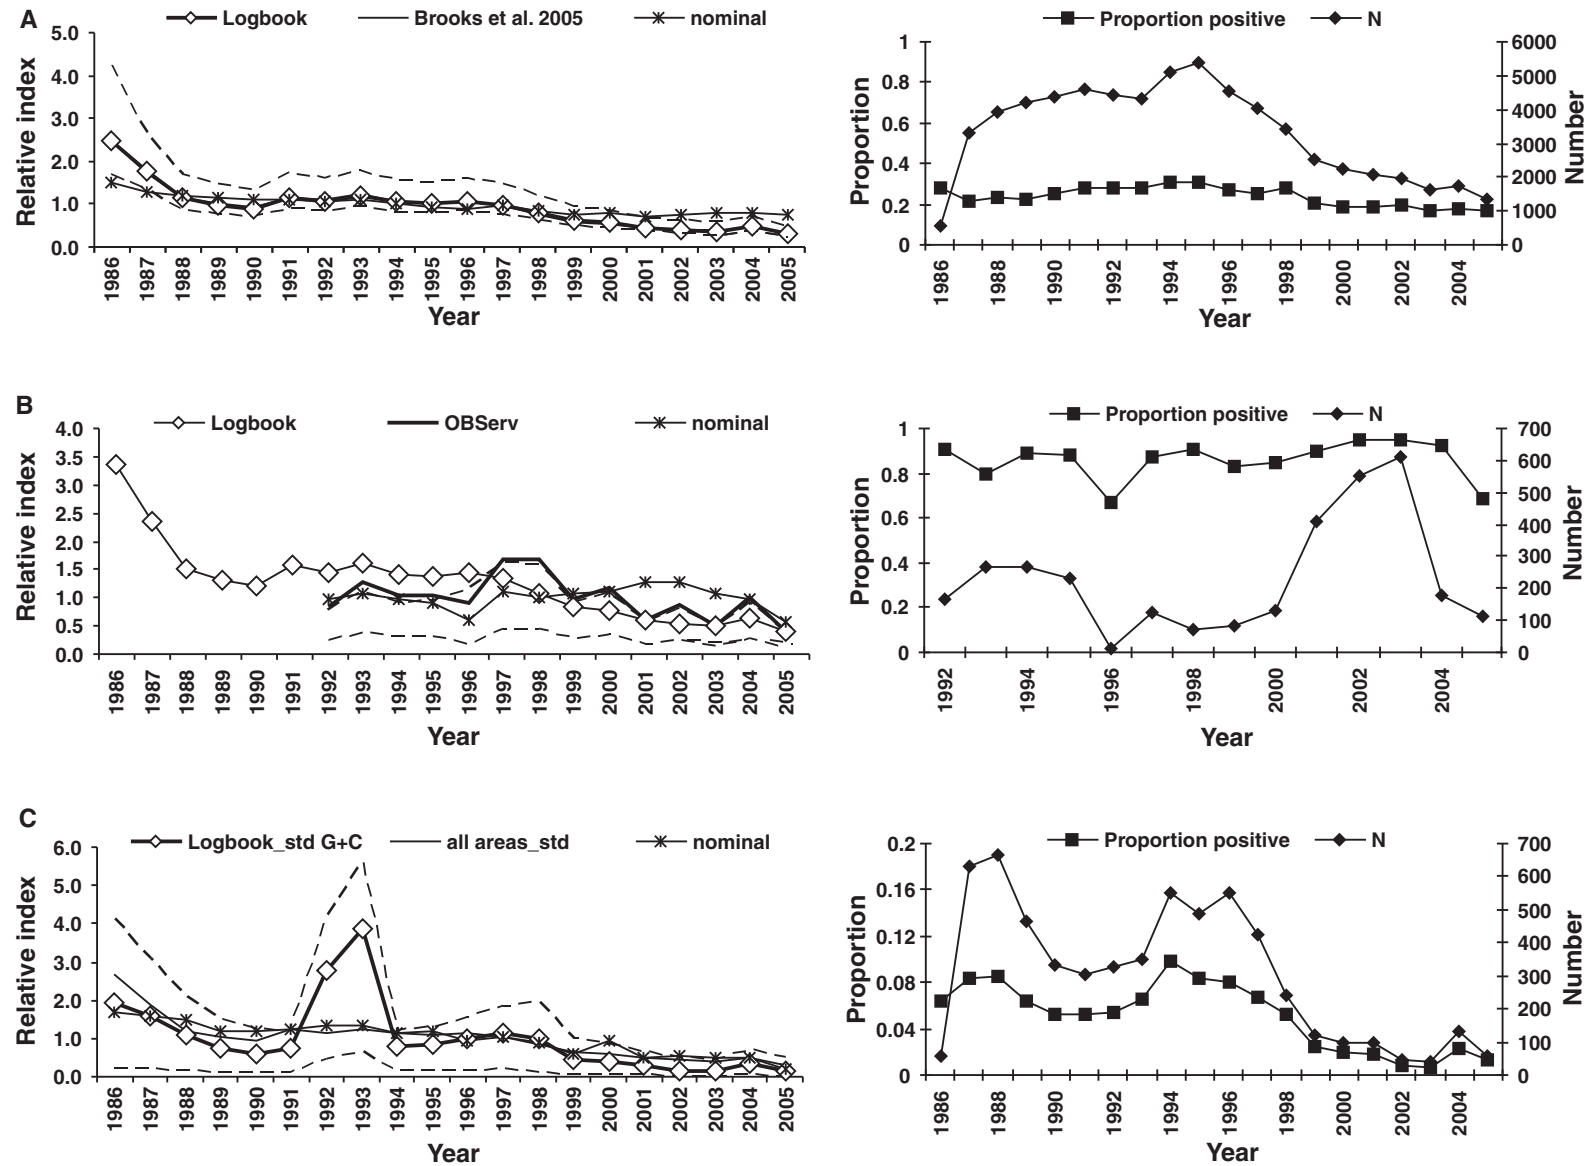 A
Logbook Brooks et al. 2005 nominal
Relative index
5.0
4.0
3.0
2.0
1.0
0.0
1986 1987 1988 1989 1990 1991 1992 1993 1994 1995 1996 1997 1998 1999 2000 2001 2002 2003 2004 2005
Year
Proportion positive N
Proportion
1
0.8
0.6
0.4
0.2
0
6000
5000
4000
3000
2000
1000
0
Number
1986 1988 1990 1992 1994 1996 1998 2000 2002 2004
Year
B
Logbook OBServ nominal
Relative index
4.0
3.5
3.0
2.5
2.0
1.5
1.0
0.5
0.0
1986 1987 1988 1989 1990 1991 1992 1993 1994 1995 1996 1997 1998 1999 2000 2001 2002 2003 2004 2005
Year
Proportion positive N
Proportion
1
0.8
0.6
0.4
0.2
0
700
600
500
400
300
200
100
0
Number
1992 1994 1996 1998 2000 2002 2004
Year
C
Logbook_std G+C all areas_std nominal
Relative index
6.0
5.0
4.0
3.0
2.0
1.0
0.0
1986 1987 1988 1989 1990 1991 1992 1993 1994 1995 1996 1997 1998 1999 2000 2001 2002 2003 2004 2005
Year
Proportion positive N
Proportion
0.2
0.16
0.12
0.08
0.04
0
700
600
500
400
300
200
100
0
Number
1986 1988 1990 1992 1994 1996 1998 2000 2002 2004
Year